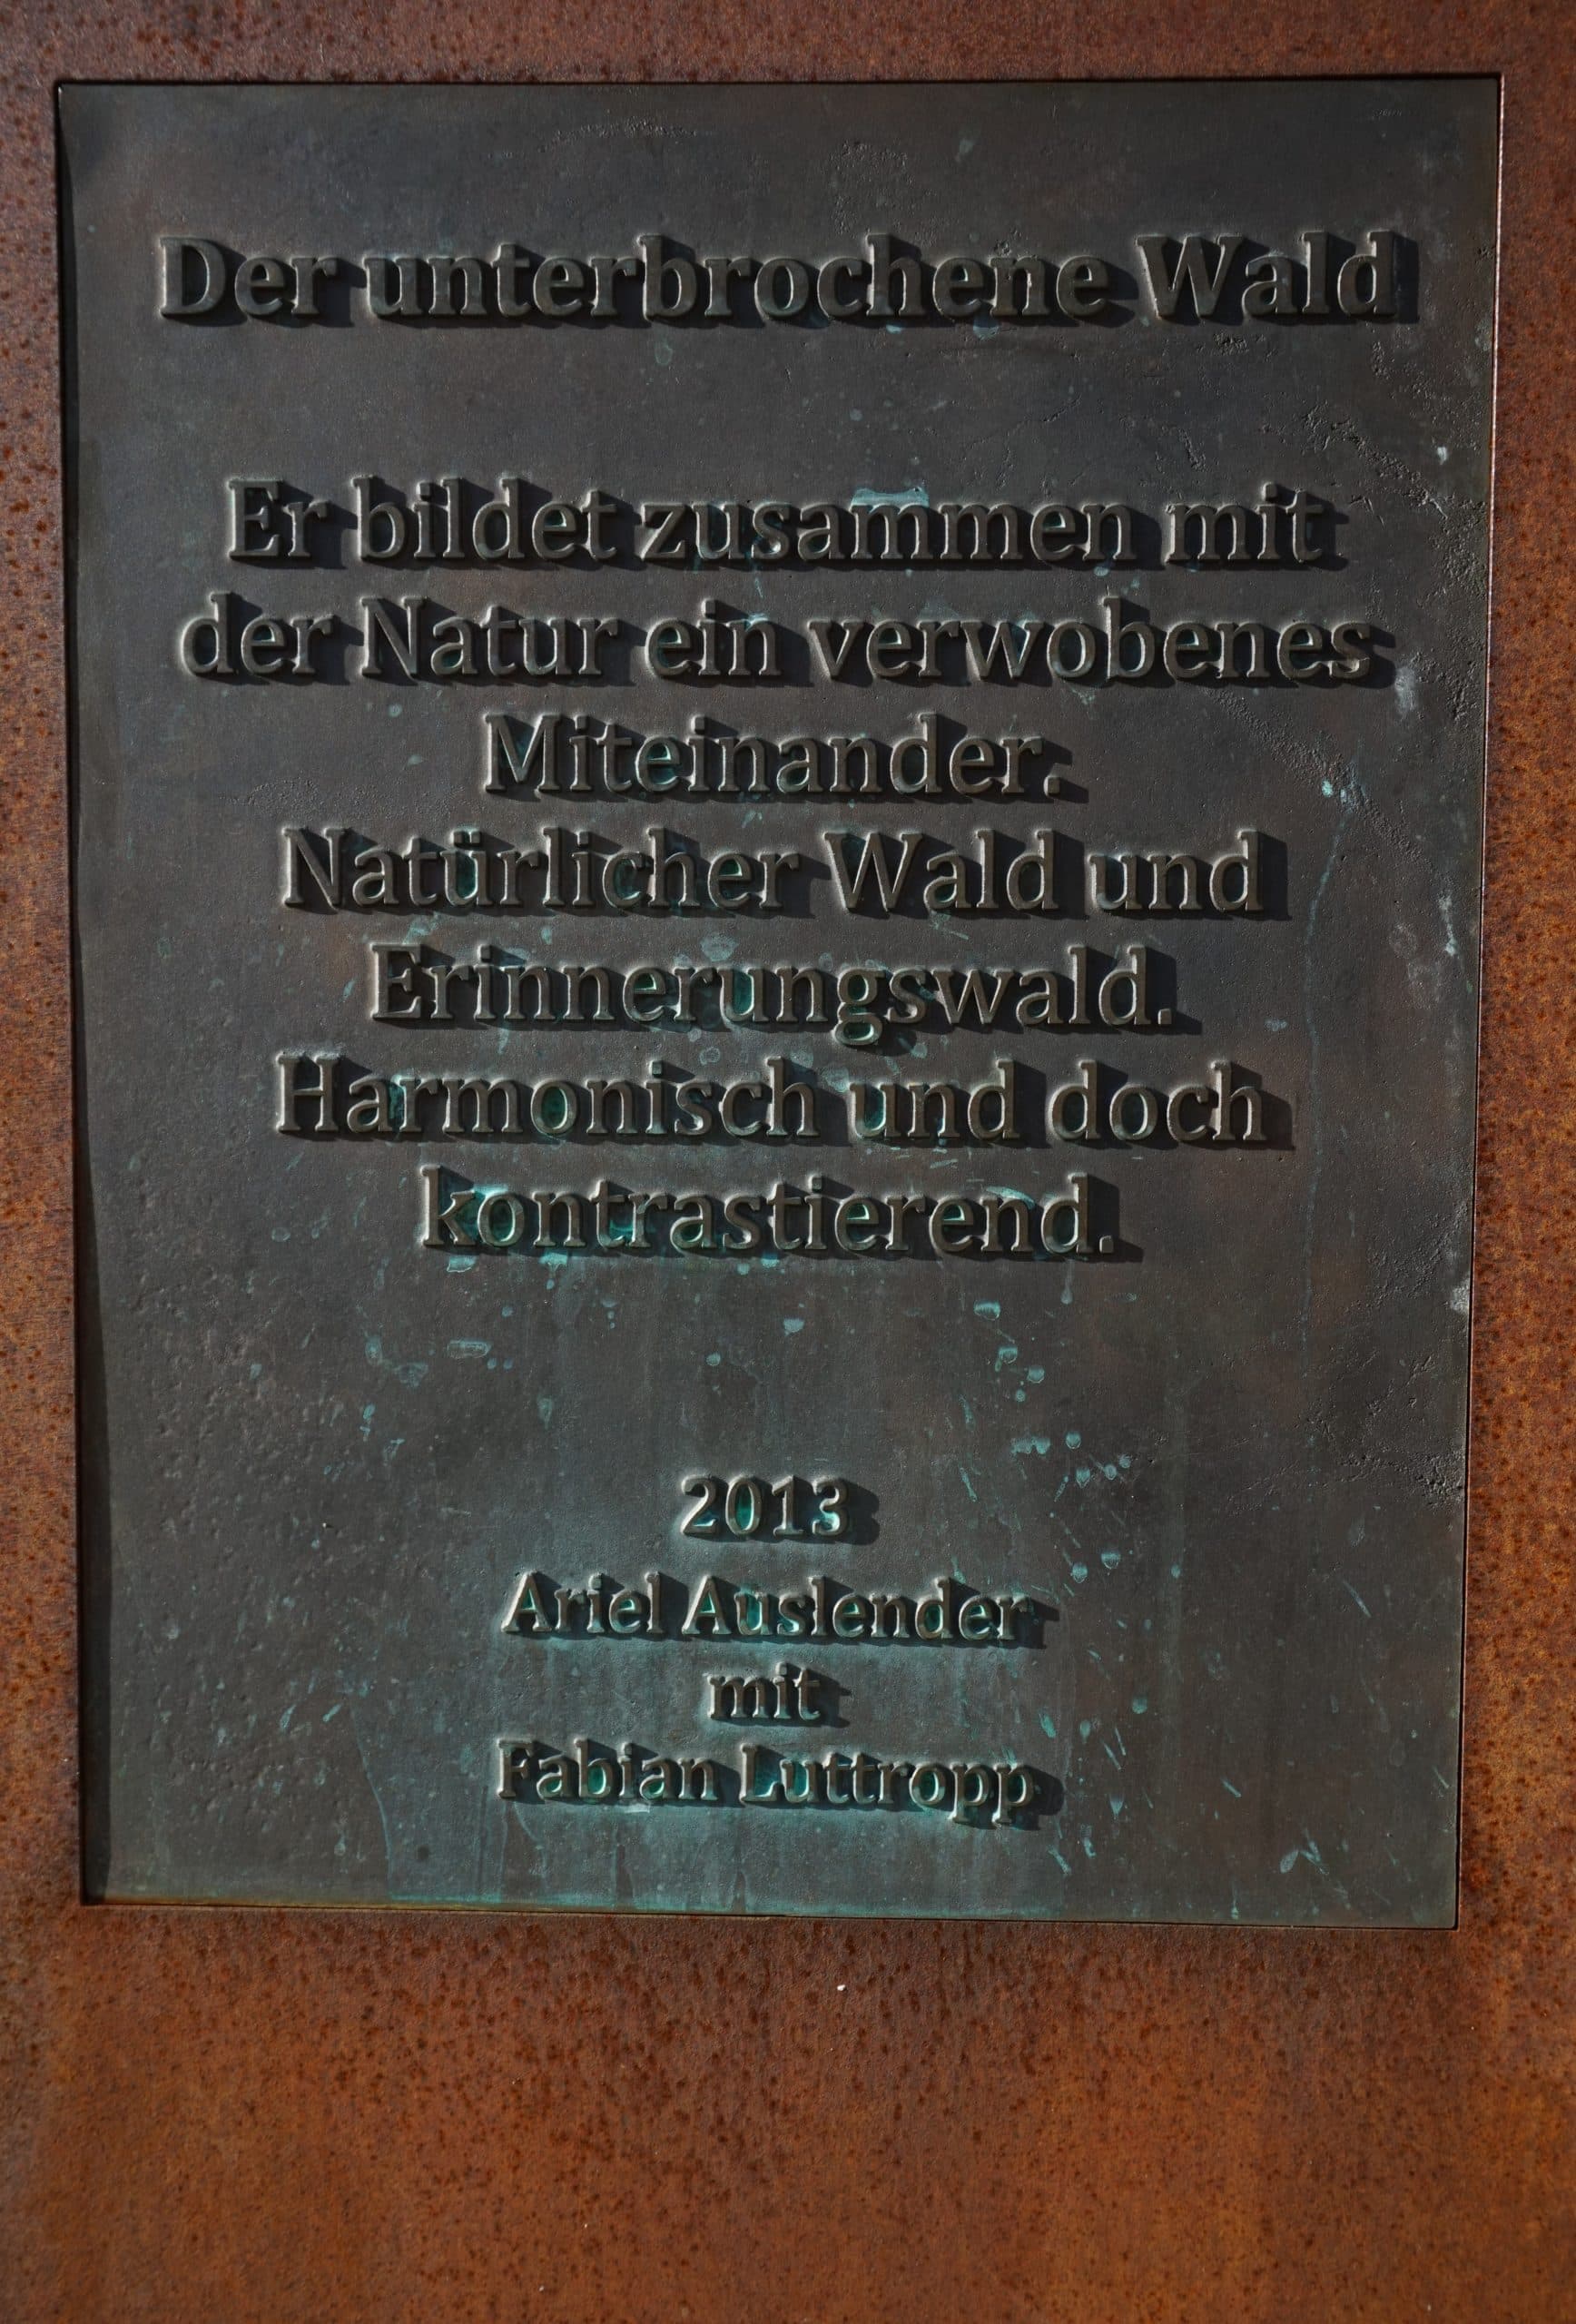 Der unterbrochene Wald
Er bildet zusammen mit
der Natur ein verwobenes
Miteinander.
Natürlicher Wald und
Erinnerungswald.
Harmonisch und doch
kontrastierend.
2013
Ariel Auslender
mit
Fabian Luttropp